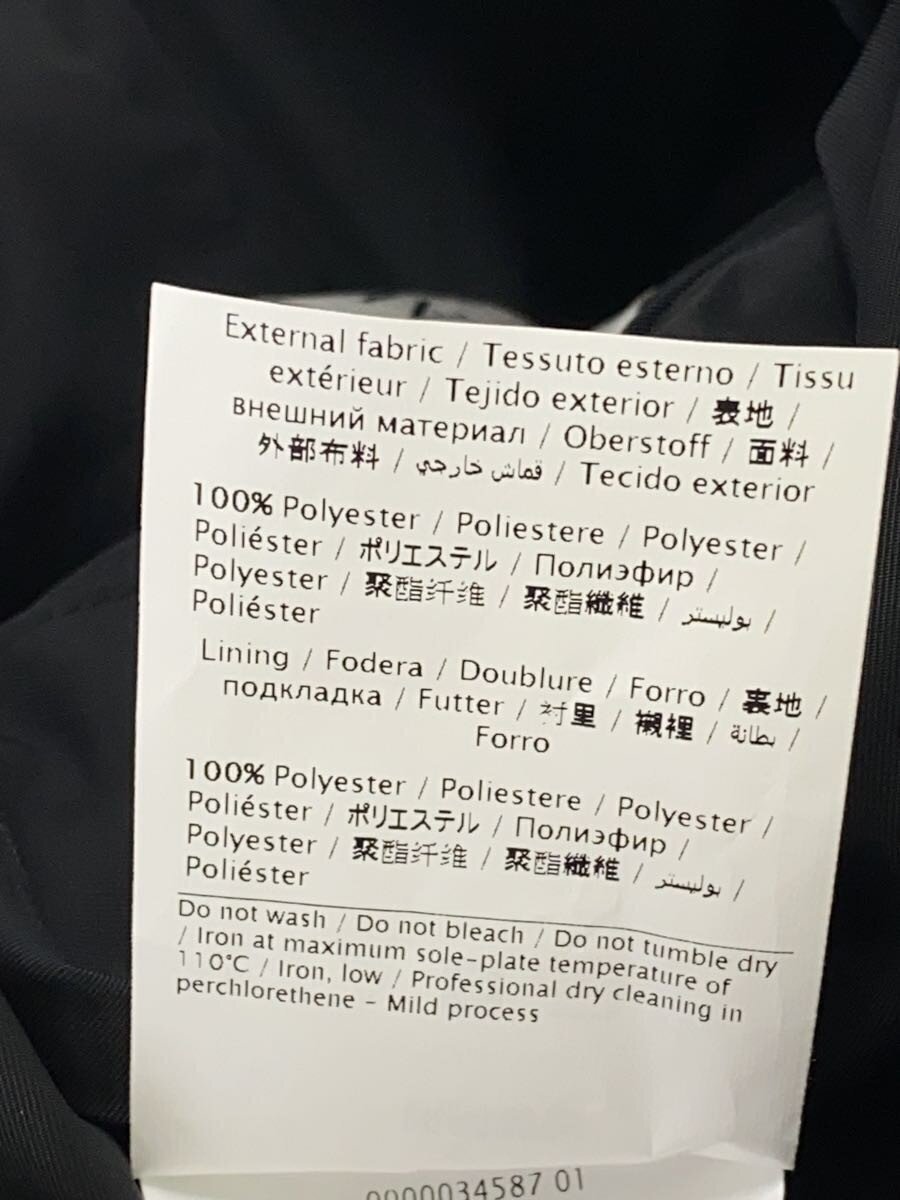 External fabric / Tessuto esterno / Tissu
extérieur / Tejido exterior / 表地 /
внешний материал / Oberstoff / 面料 /
外部布料 / قماش خارجي / Tecido exterior
100% Polyester / Poliestere / Polyester /
Poliéster / ポリエステル / Полиэфир /
Polyester / 聚酯纤维 / 聚酯纖維 / بوليستر /
Poliéster
Lining / Fodera / Doublure / Forro / 裏地 /
подкладка / Futter / 衬里 / 襯裡 / بطانة /
Forro
100% Polyester / Poliestere / Polyester /
Poliéster / ポリエステル / Полиэфир /
Polyester / 聚酯纤维 / 聚酯纖維 / بوليستر /
Poliéster
Do not wash / Do not bleach / Do not tumble dry
/ Iron at maximum sole-plate temperature of
110°C / Iron, low / Professional dry cleaning in
perchlorethene - Mild process
0000034587 01